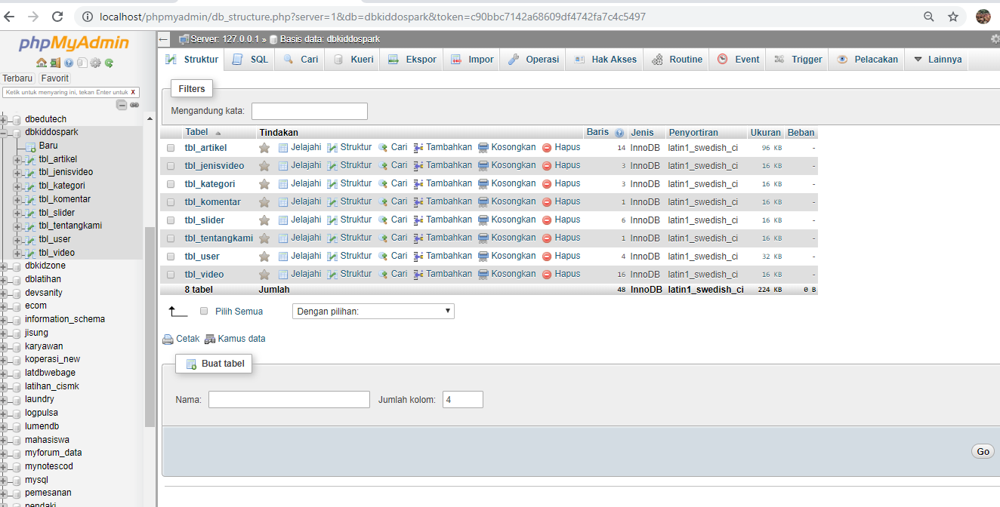 localhost/phpmyadmin/db_structure.php?server=1&db=dbkiddospark&token=c90bbc7142a68609df4742fa7c4c5497
phpMyAdmin
Terbaru Favorit
Ketik untuk menyaring ini, tekan Enter untuk X
dbedutech
dbkiddospark
Baru
tbl_artikel
tbl_jenisvideo
tbl_kategori
tbl_komentar
tbl_slider
tbl_tentangkami
tbl_user
tbl_video
dbkidzone
dblatihan
devsanity
ecom
information_schema
jisung
karyawan
koperasi_new
latdbwebage
latihan_cismk
laundry
logpulsa
lumendb
mahasiswa
myforum_data
mynotescod
mysql
pemesanan
pendaki
Server: 127.0.0.1 » Basis data: dbkiddospark
Struktur SQL Cari Kueri Ekspor Impor Operasi Hak Akses Routine Event Trigger Pelacakan Lainnya
Filters
Mengandung kata:
Tabel Tindakan Baris Jenis Penyortiran Ukuran Beban
tbl_artikel Jelajahi Struktur Cari Tambahkan Kosongkan Hapus 14 InnoDB latin1_swedish_ci 96 KB -
tbl_jenisvideo Jelajahi Struktur Cari Tambahkan Kosongkan Hapus 3 InnoDB latin1_swedish_ci 16 KB -
tbl_kategori Jelajahi Struktur Cari Tambahkan Kosongkan Hapus 3 InnoDB latin1_swedish_ci 16 KB -
tbl_komentar Jelajahi Struktur Cari Tambahkan Kosongkan Hapus 1 InnoDB latin1_swedish_ci 16 KB -
tbl_slider Jelajahi Struktur Cari Tambahkan Kosongkan Hapus 6 InnoDB latin1_swedish_ci 16 KB -
tbl_tentangkami Jelajahi Struktur Cari Tambahkan Kosongkan Hapus 1 InnoDB latin1_swedish_ci 16 KB -
tbl_user Jelajahi Struktur Cari Tambahkan Kosongkan Hapus 4 InnoDB latin1_swedish_ci 32 KB -
tbl_video Jelajahi Struktur Cari Tambahkan Kosongkan Hapus 16 InnoDB latin1_swedish_ci 16 KB -
8 tabel Jumlah 48 InnoDB latin1_swedish_ci 224 KB 0 B
Pilih Semua Dengan pilihan:
Cetak Kamus data
Buat tabel
Nama: Jumlah kolom: 4
Go